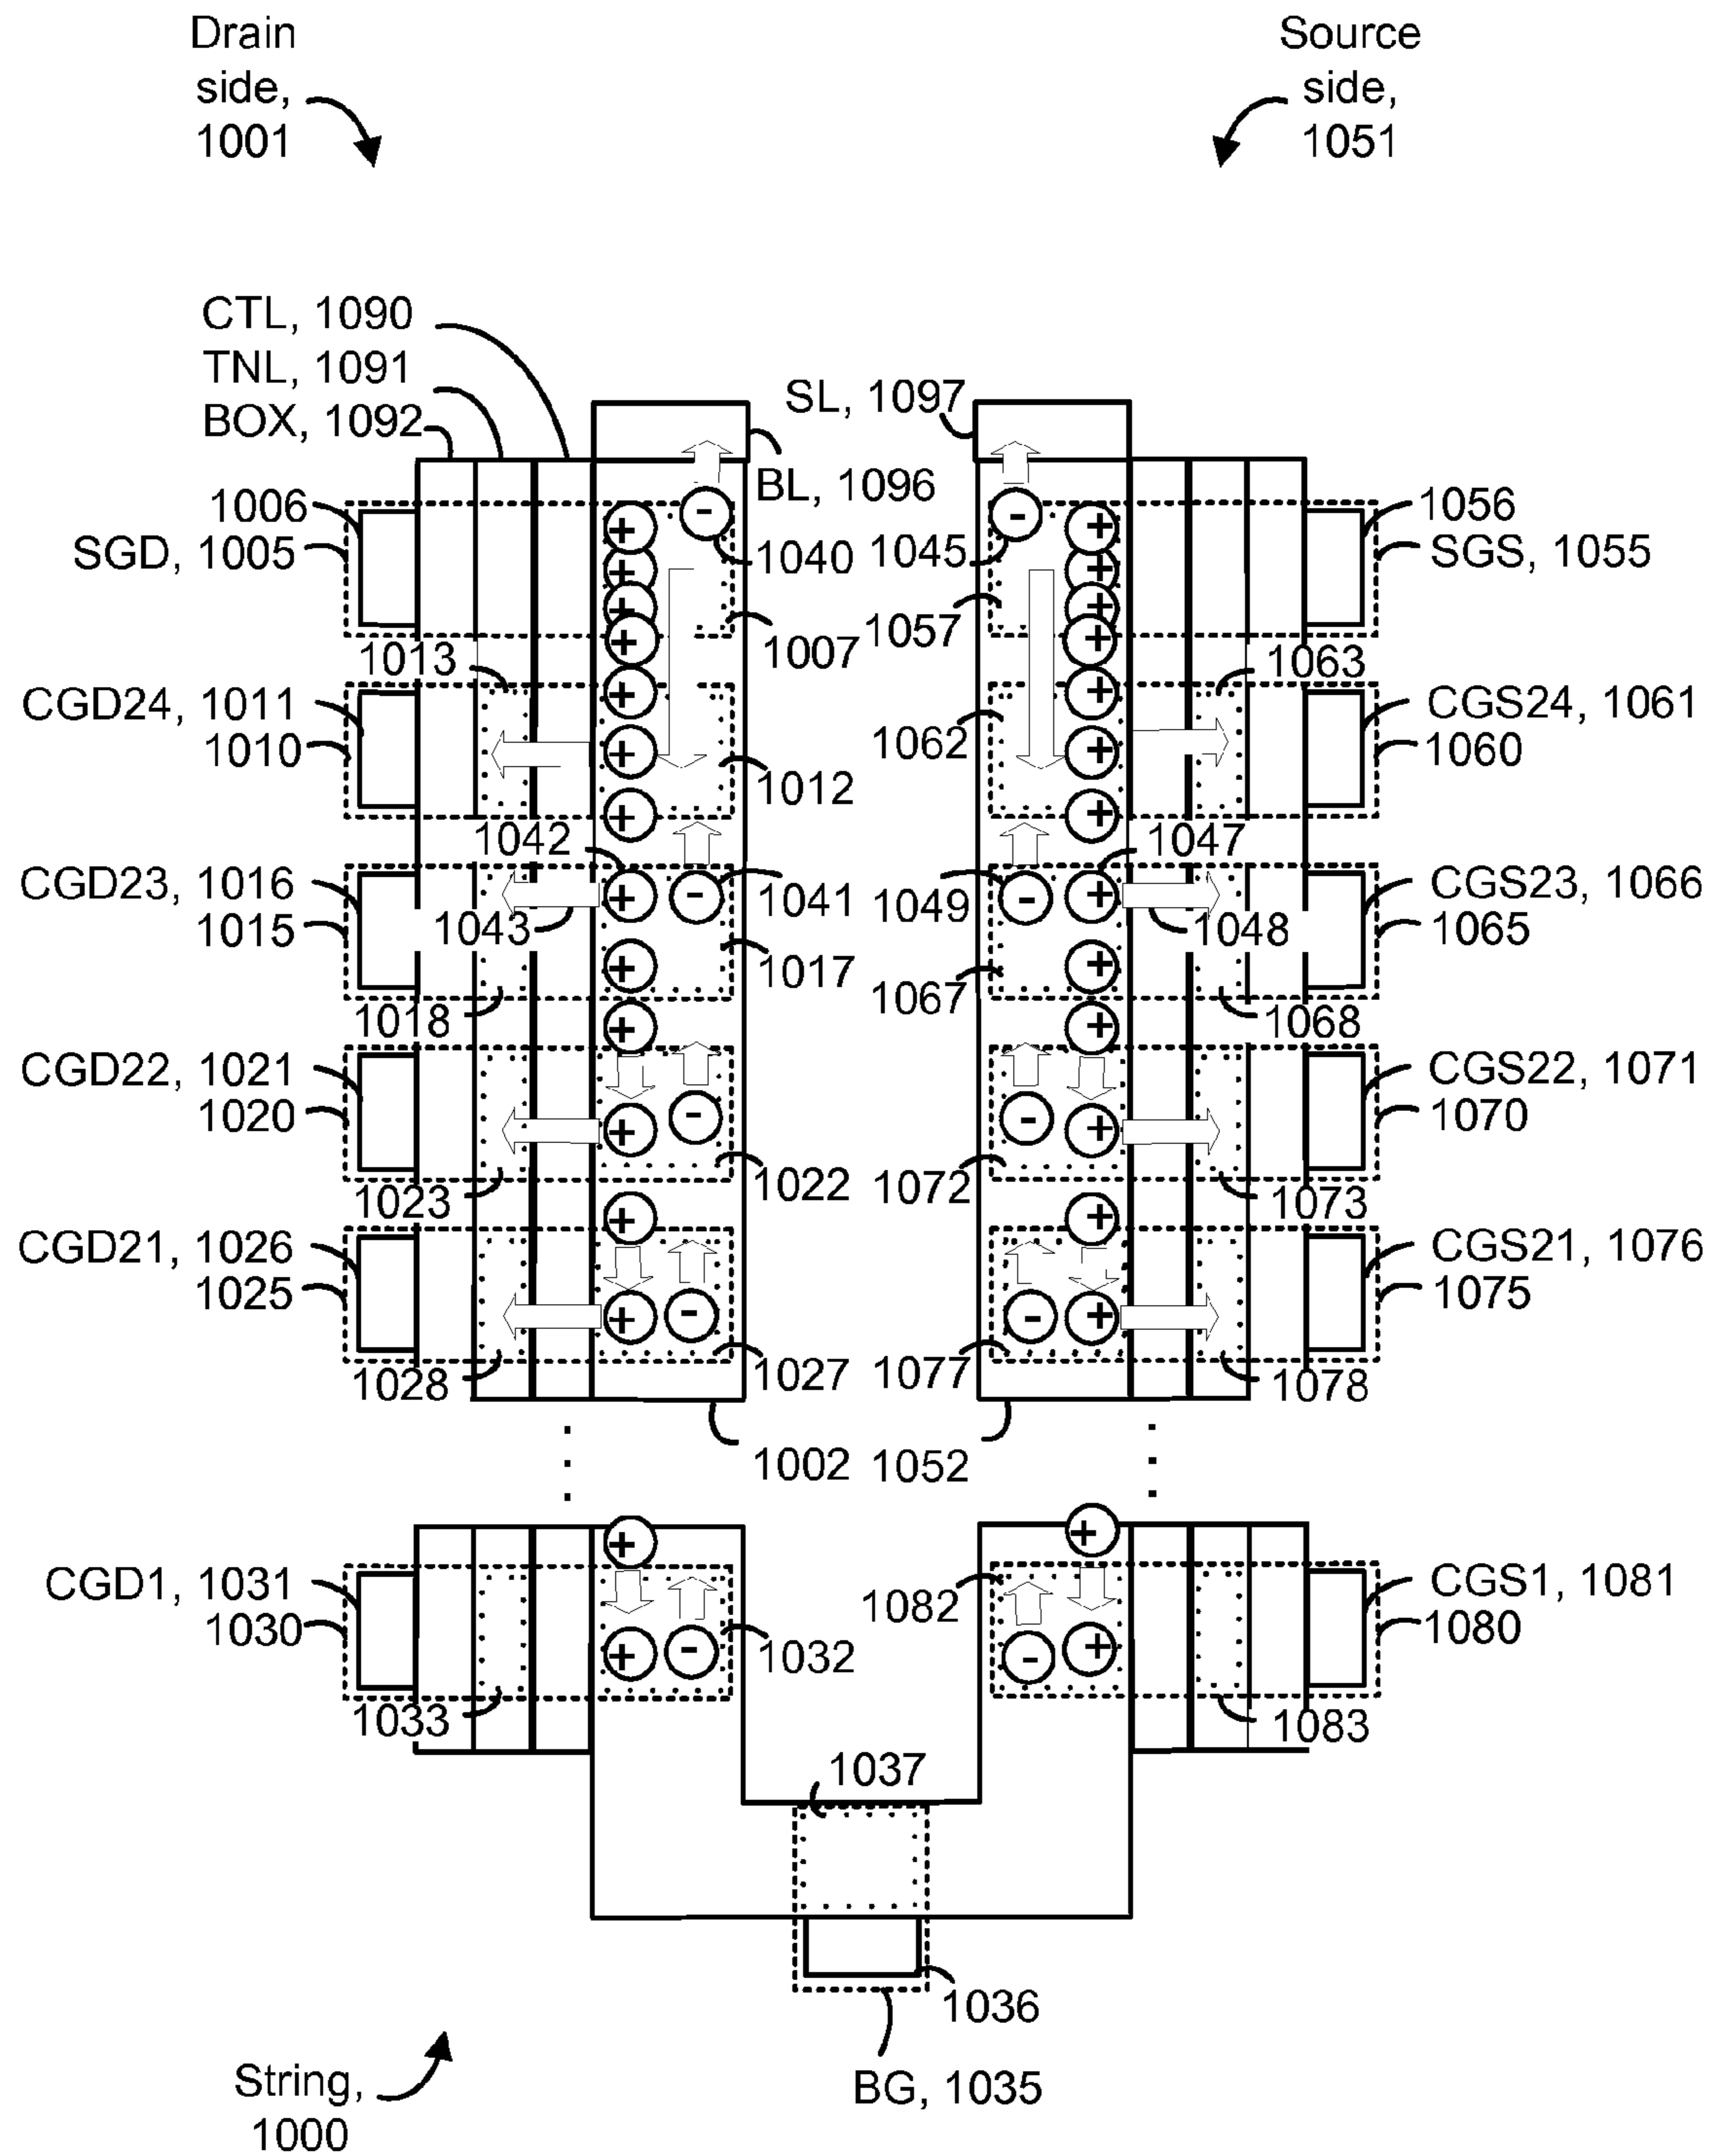 Drain
side,
1001
Source
side,
1051
CTL, 1090
TNL, 1091
BOX, 1092
SL, 1097
BL, 1096
1006
SGD, 1005
1040
1045
1056
SGS, 1055
1057
1007
1013
1063
CGD24, 1011
1010
1062
1012
CGS24, 1061
1060
1042
1047
CGD23, 1016
1015
1043
1041
1049
1048
CGS23, 1066
1065
1017
1067
1018
1068
CGD22, 1021
1020
CGS22, 1071
1070
1022
1072
1023
1073
CGD21, 1026
1025
CGS21, 1076
1075
1027
1077
1028
1078
1002
1052
CGD1, 1031
1030
1082
1032
CGS1, 1081
1080
1033
1083
1037
1036
BG, 1035
String,
1000